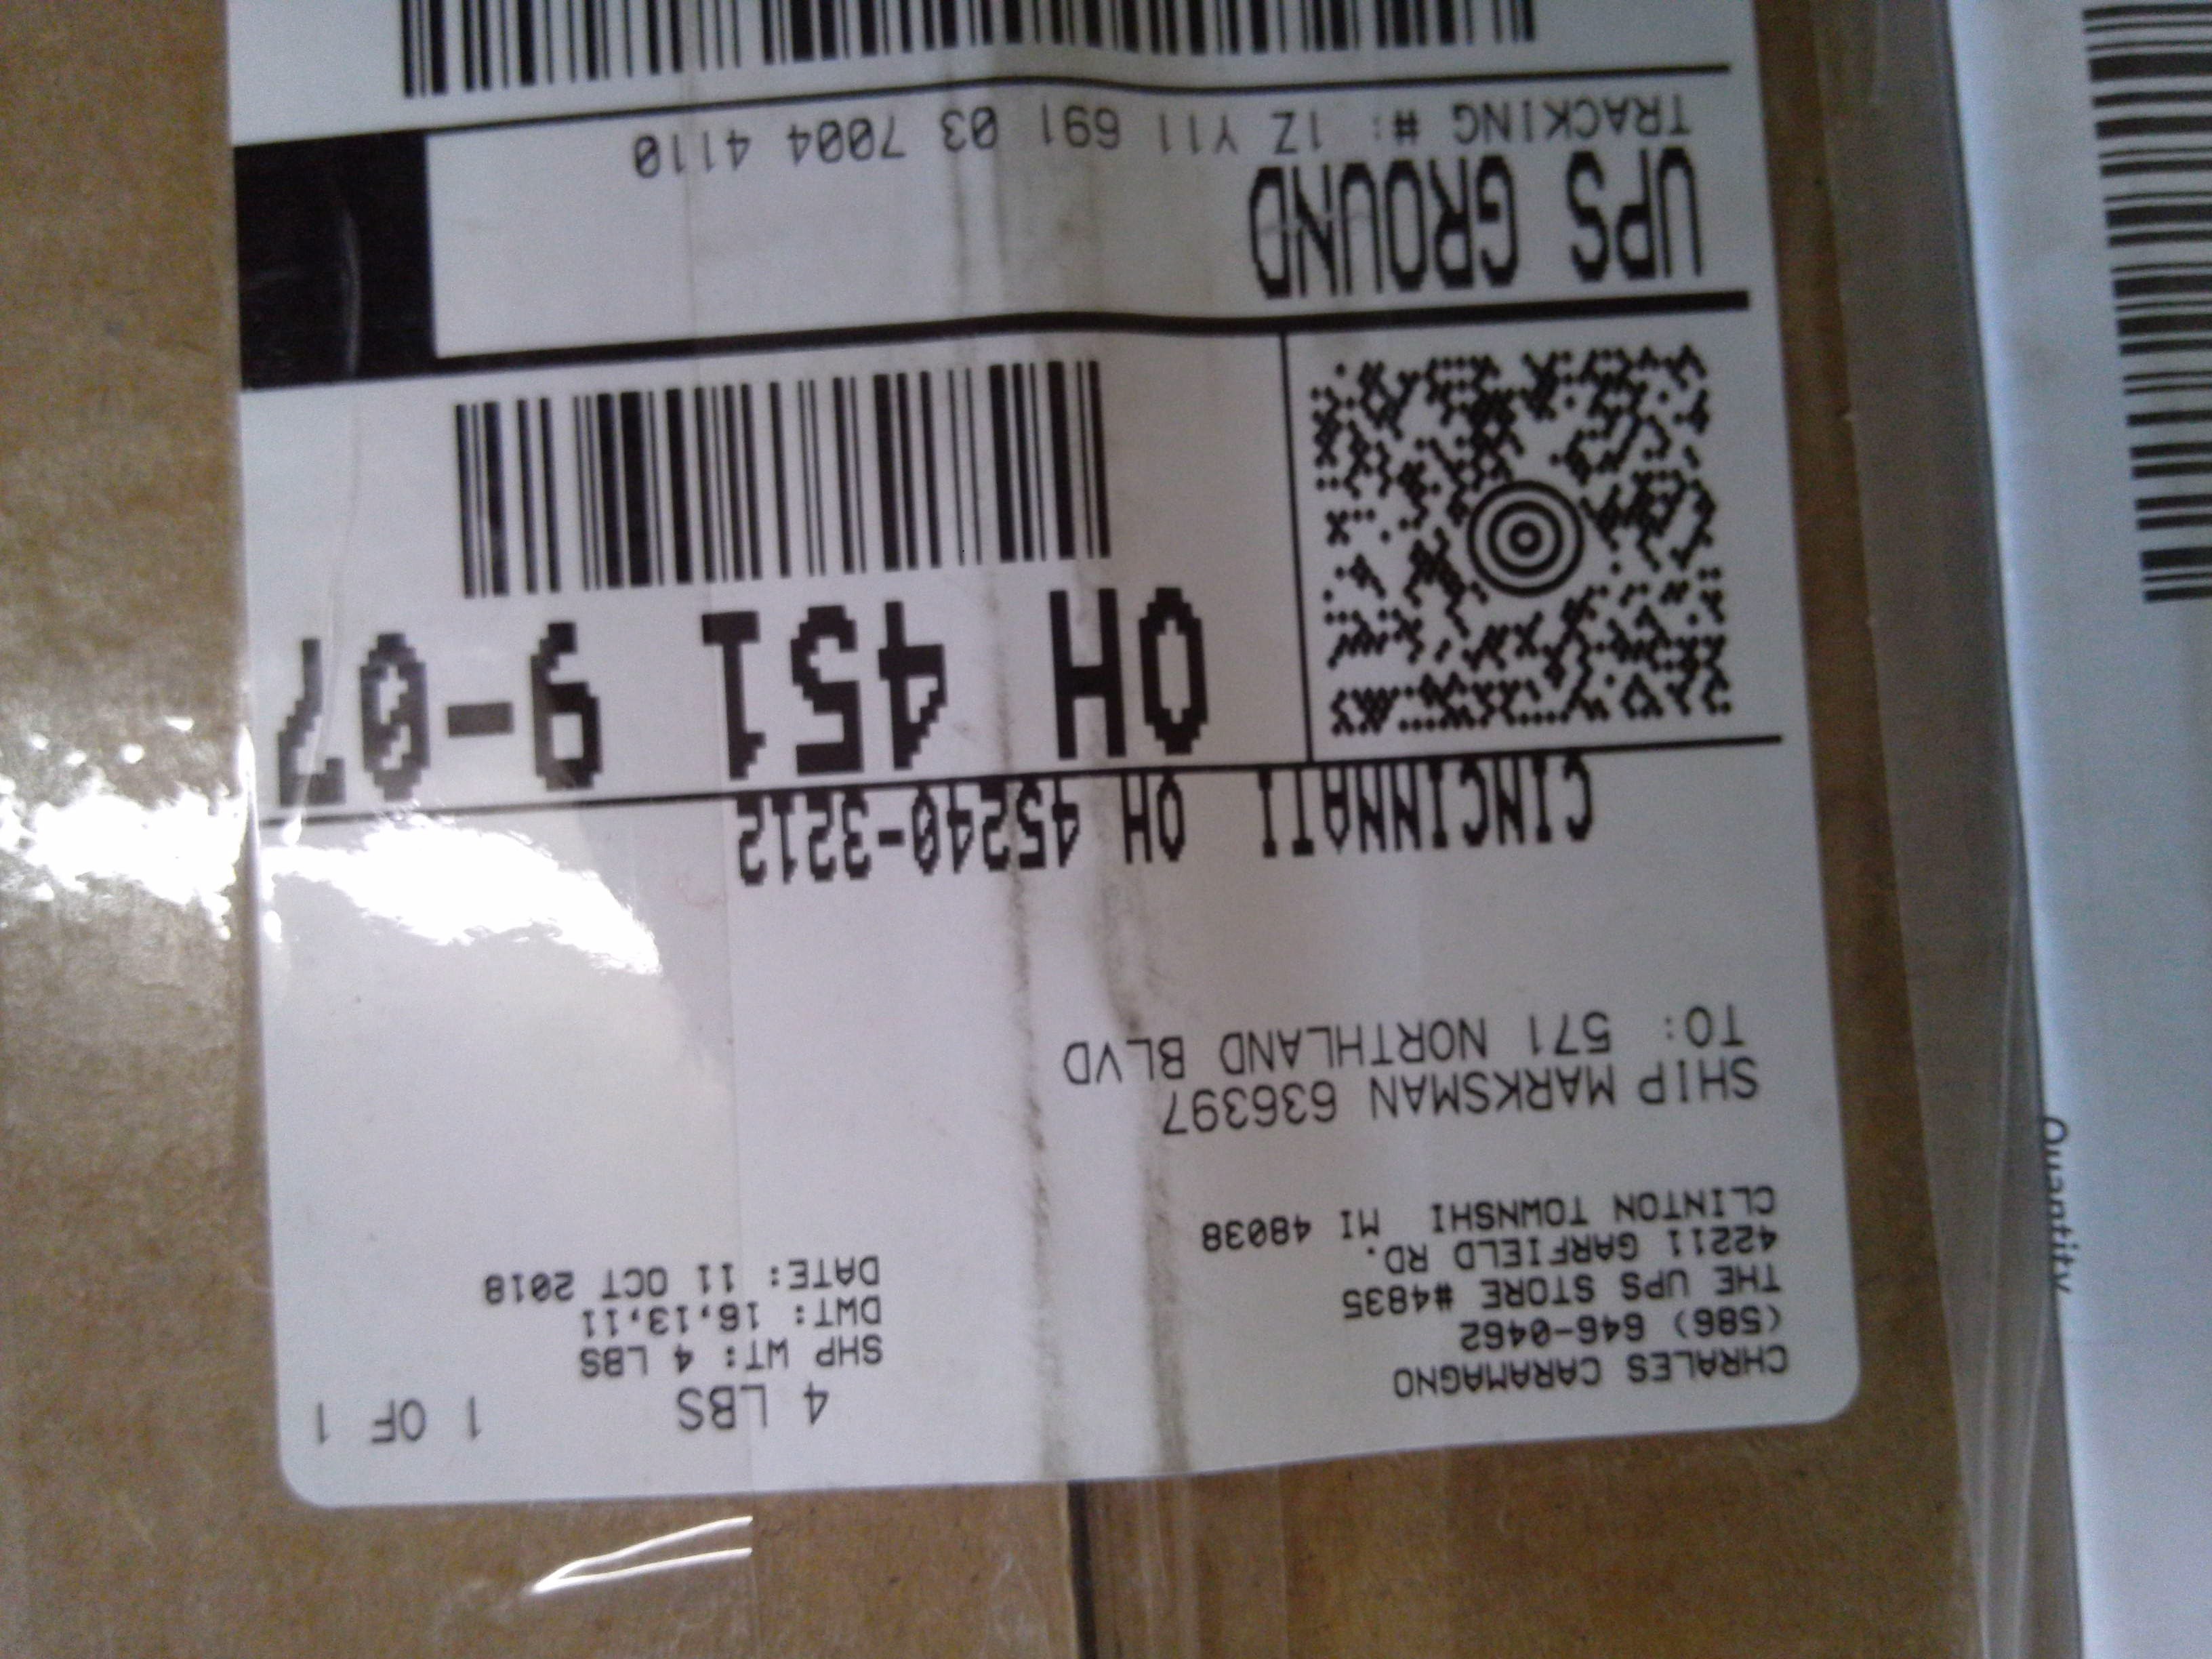 CHRALES CARAMAGNO
(586) 646-0462
THE UPS STORE #4835
42211 GARFIELD RD.
CLINTON TOWNSHI MI 48038
4 LBS
1 OF 1
SHP WT: 4 LBS
DWT: 16,13,11
DATE: 11 OCT 2018
SHIP MARKSMAN 636397
TO: 571 NORTHLAND BLVD
CINCINNATI OH 45240-3212
OH 451 9-07
UPS GROUND
TRACKING #: 1Z Y11 691 03 7004 4110
Quantity